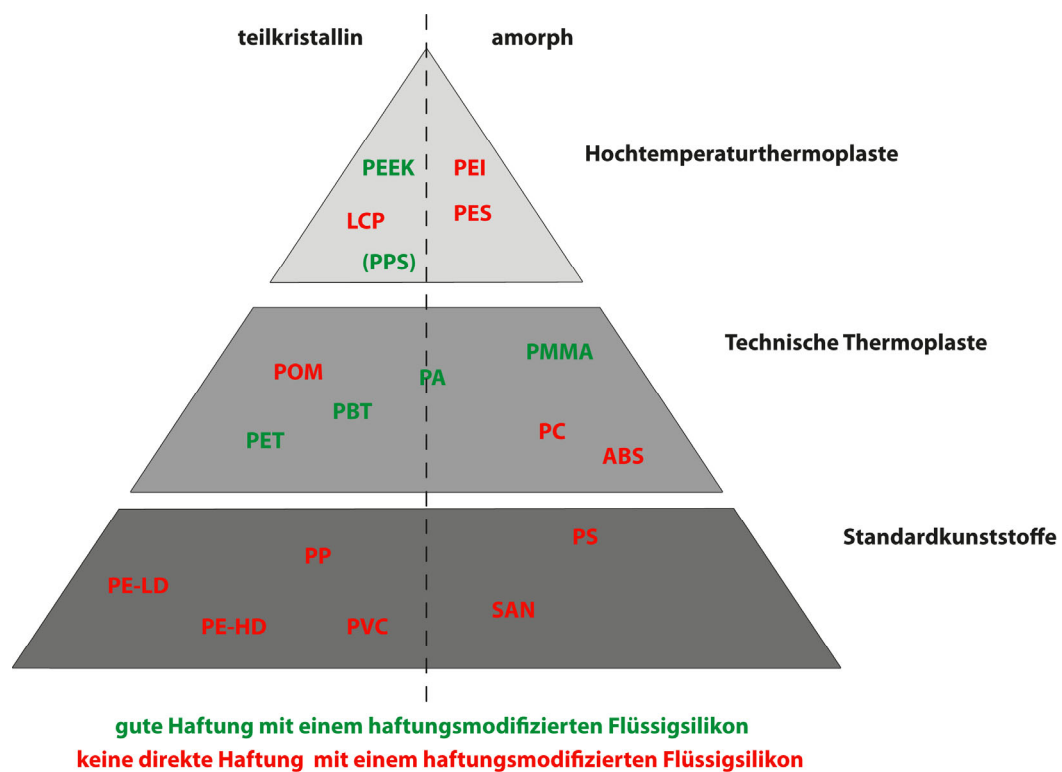 teilkristallin
amorph
PEEK
PEI
Hochtemperaturthermoplaste
LCP
PES
(PPS)
Technische Thermoplaste
PMMA
POM
PA
PBT
PET
PC
ABS
Standardkunststoffe
PS
PP
PE-LD
SAN
PE-HD
PVC
gute Haftung mit einem haftungsmodifizierten Flüssigsilikon
keine direkte Haftung mit einem haftungsmodifizierten Flüssigsilikon